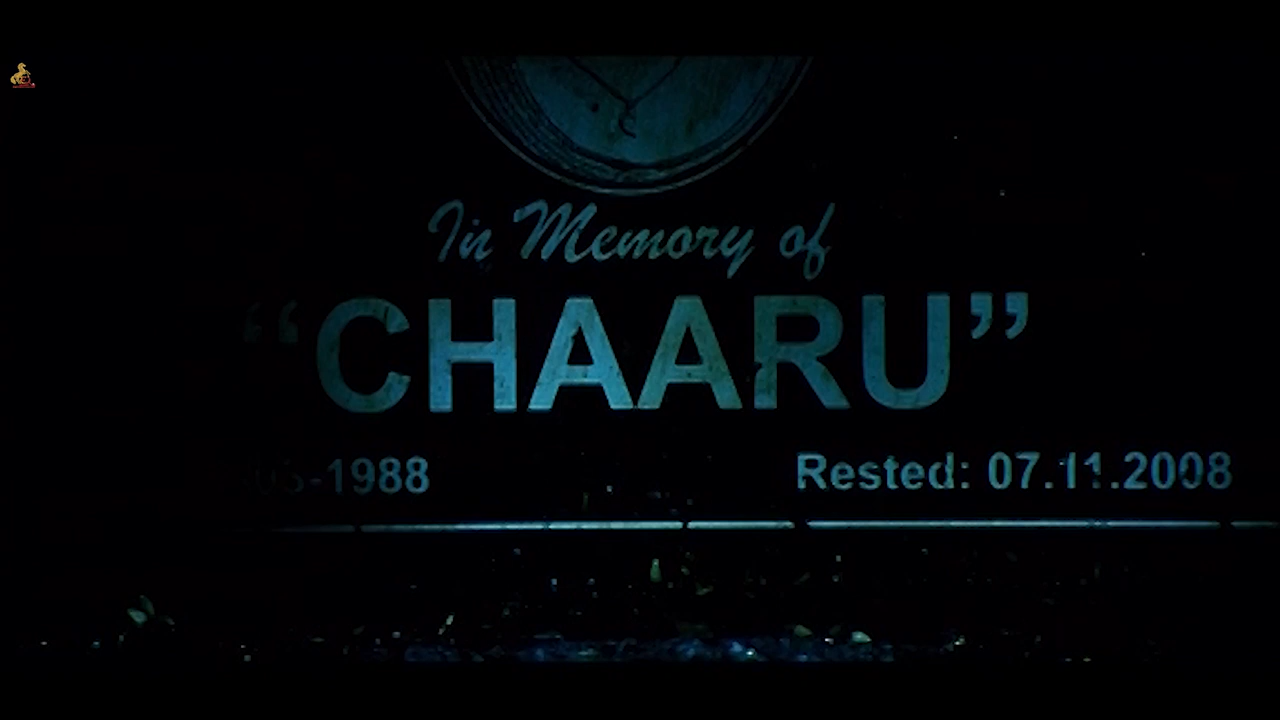 In Memory of
“CHAARU”
-1988
Rested: 07.11.2008